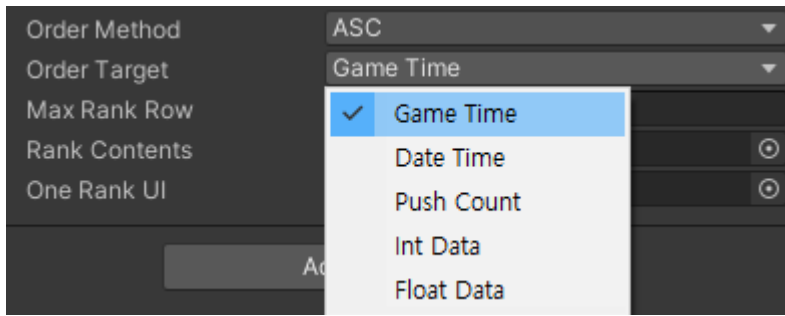 Order Method ASC
Order Target Game Time
Max Rank Row
Game Time
Rank Contents
Date Time
One Rank UI
Push Count
Int Data
Float Data